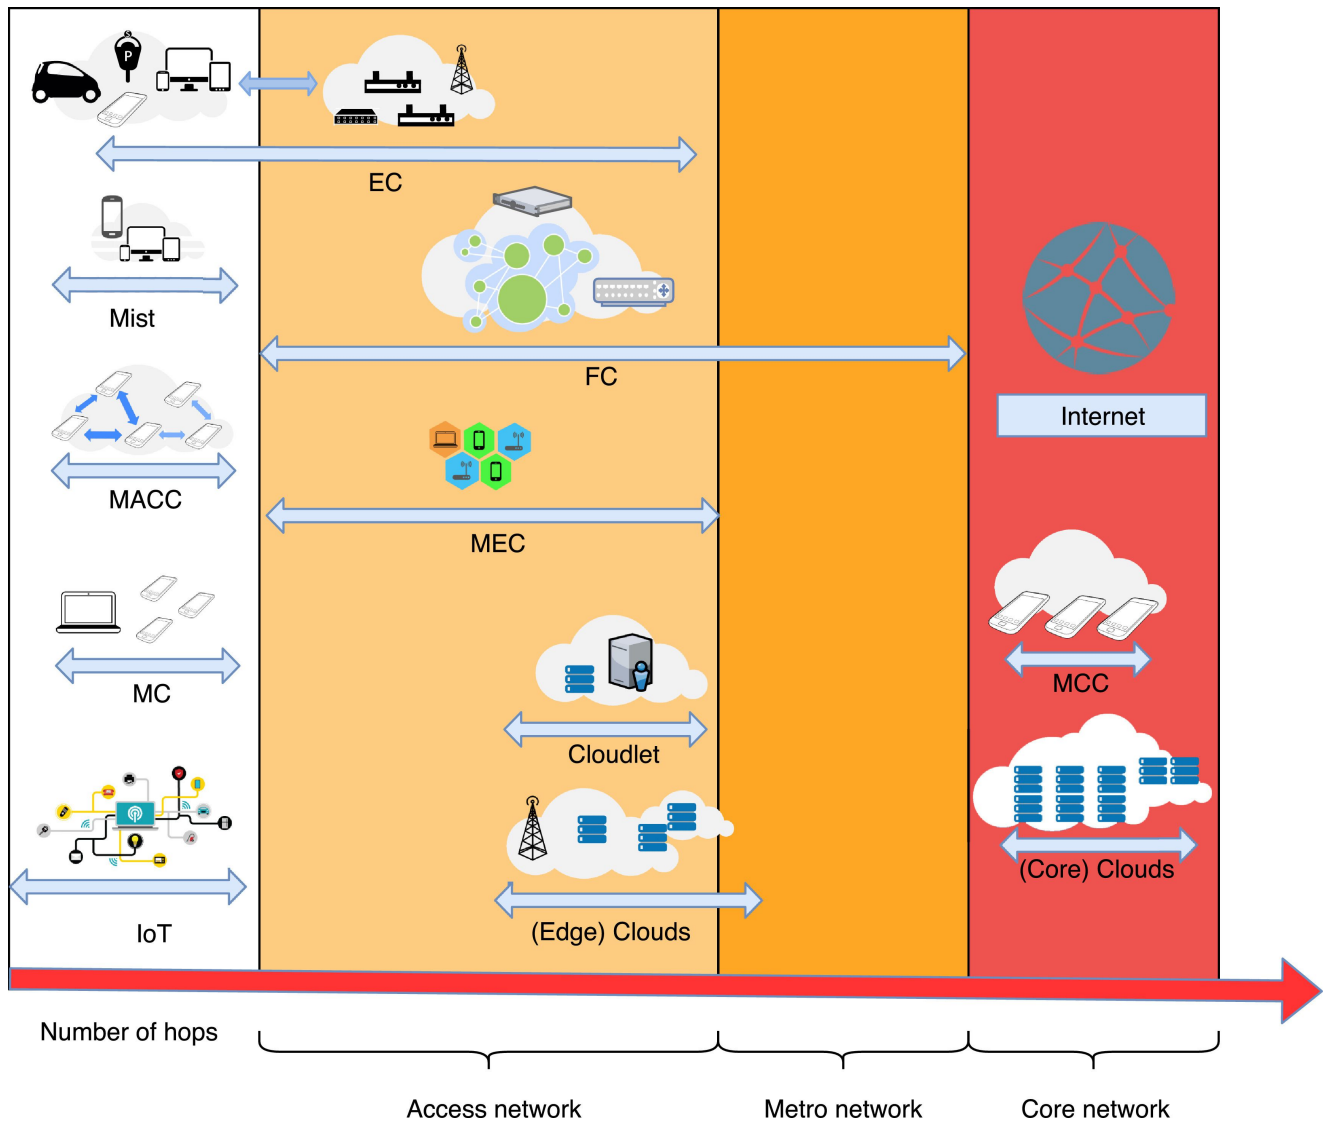 P
EC
Mist
FC
Internet
MACC
MEC
MC
MCC
Cloudlet
(Core) Clouds
IoT
(Edge) Clouds
Number of hops
Access network
Metro network
Core network